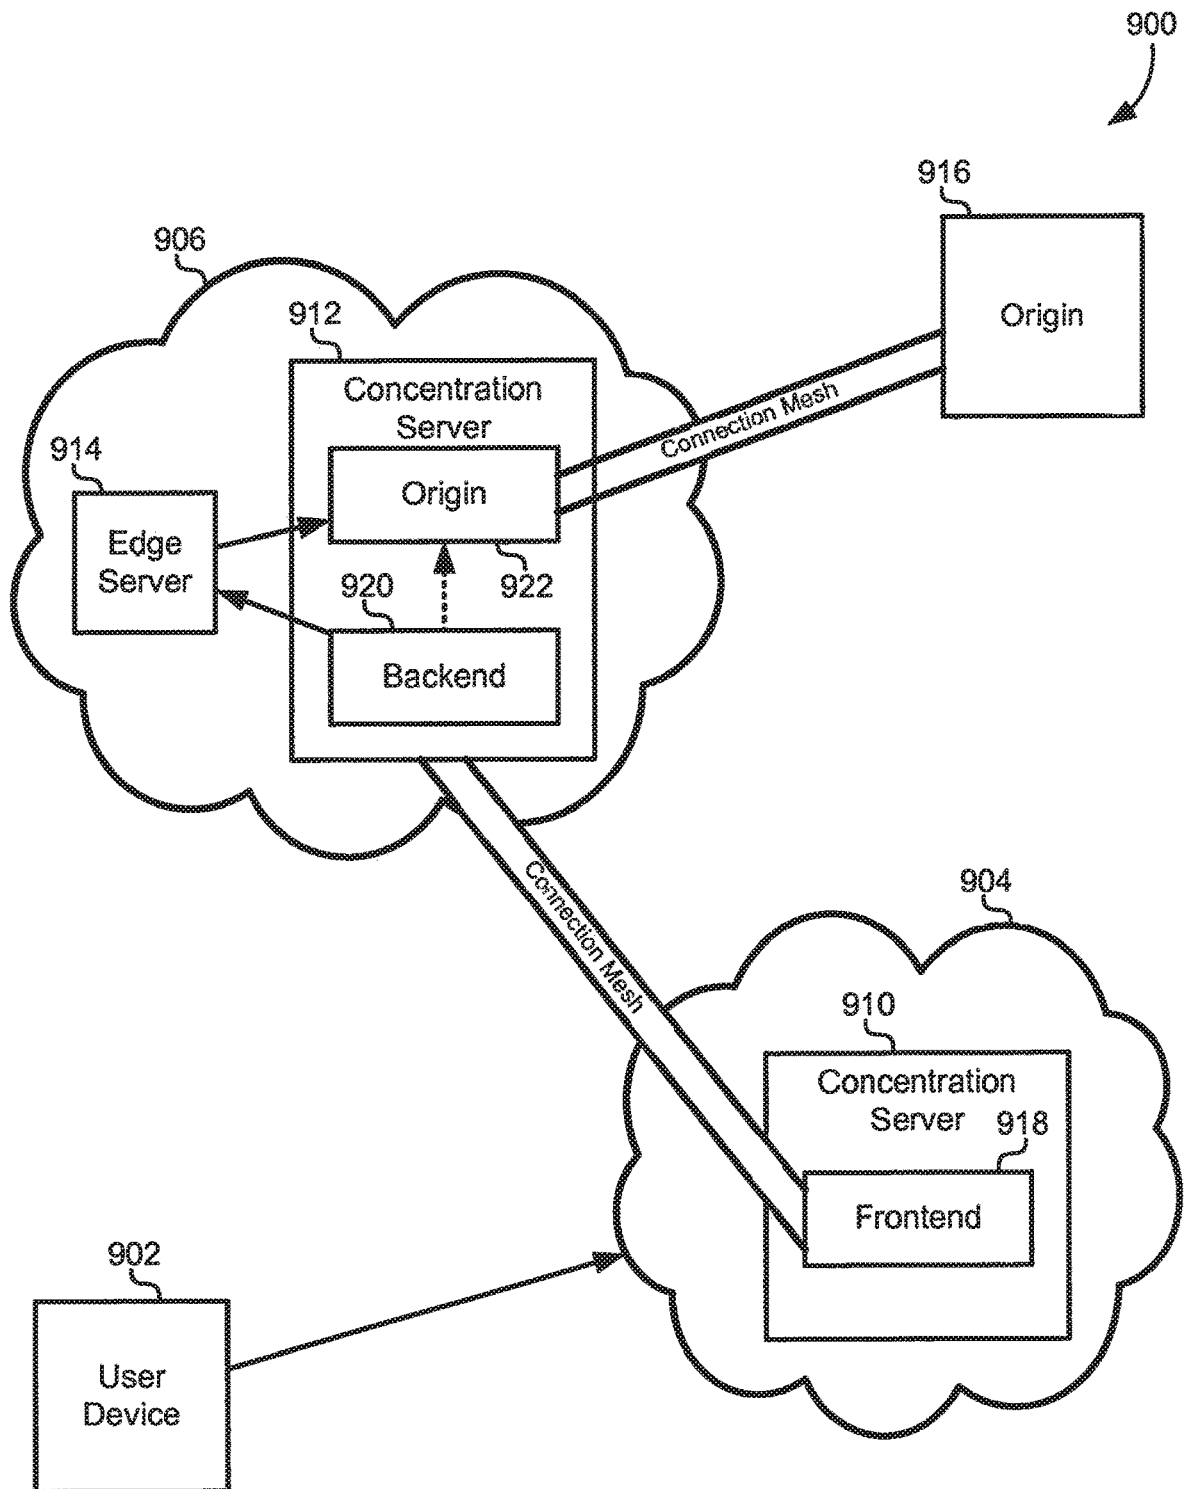 900
916
Origin
906
912
Concentration
Server
Connection Mesh
914
Origin
Edge
Server
920
922
Backend
Connection Mesh
904
910
Concentration
Server
918
Frontend
902
User
Device